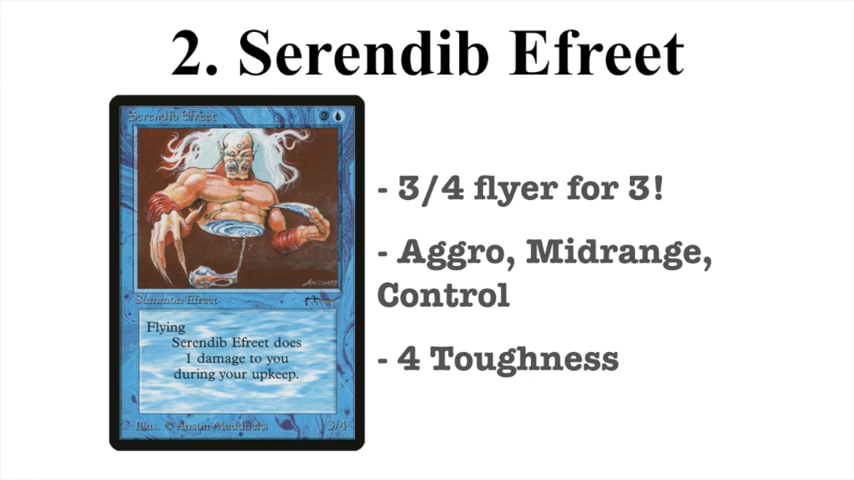 2. Serendib Efreet
Serendib Efreet
2
- 3/4 flyer for 3!
- Aggro, Midrange,
Control
- 4 Toughness
Summon Efreet
Flying
Serendib Efreet does
1 damage to you
during your upkeep.
Illus. © Anson Maddocks
3/4